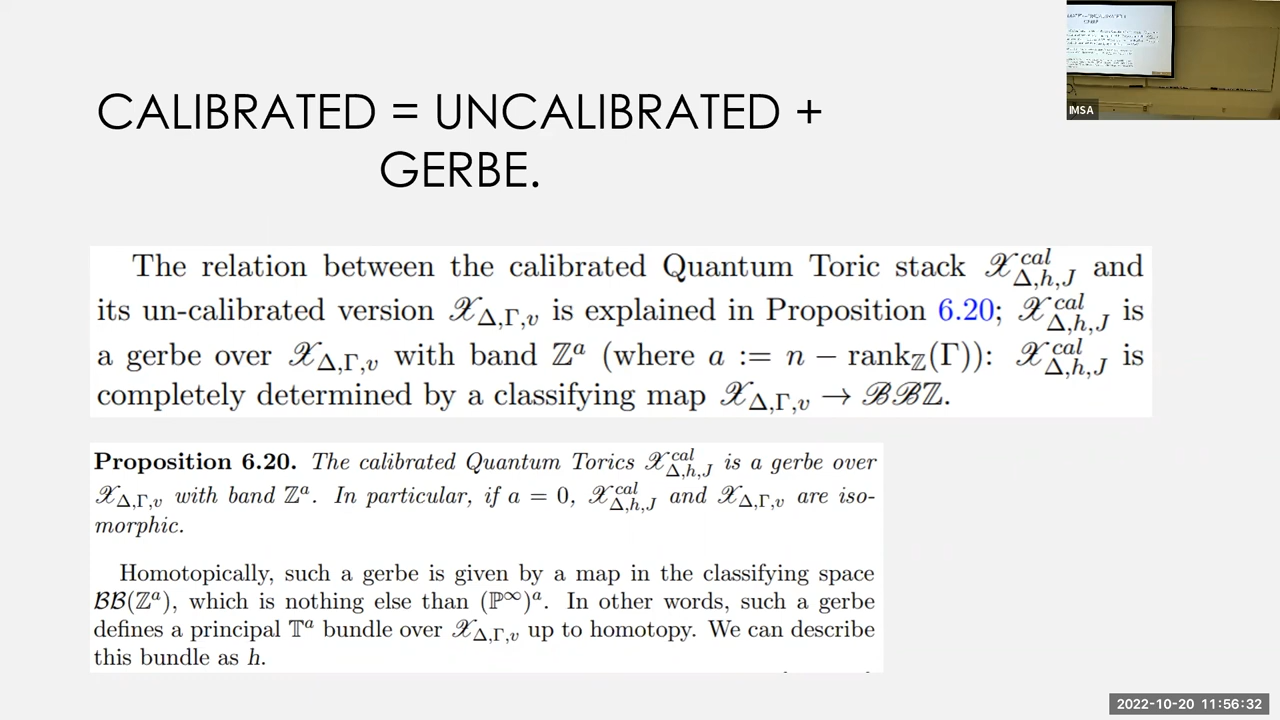 CALIBRATED = UNCALIBRATED +
GERBE.
IMSA
The relation between the calibrated Quantum Toric stack 𝒳^{cal}_{Δ,h,J} and
its un-calibrated version 𝒳_{Δ,Γ,v} is explained in Proposition 6.20; 𝒳^{cal}_{Δ,h,J} is
a gerbe over 𝒳_{Δ,Γ,v} with band ℤ^a (where a := n − rank_ℤ(Γ)): 𝒳^{cal}_{Δ,h,J} is
completely determined by a classifying map 𝒳_{Δ,Γ,v} → ℬℬℤ.
Proposition 6.20. The calibrated Quantum Torics 𝒳^{cal}_{Δ,h,J} is a gerbe over
𝒳_{Δ,Γ,v} with band ℤ^a. In particular, if a = 0, 𝒳^{cal}_{Δ,h,J} and 𝒳_{Δ,Γ,v} are iso-
morphic.
Homotopically, such a gerbe is given by a map in the classifying space
ℬℬ(ℤ^a), which is nothing else than (ℙ^∞)^a. In other words, such a gerbe
defines a principal 𝕋^a bundle over 𝒳_{Δ,Γ,v} up to homotopy. We can describe
this bundle as h.
2022-10-20 11:56:32